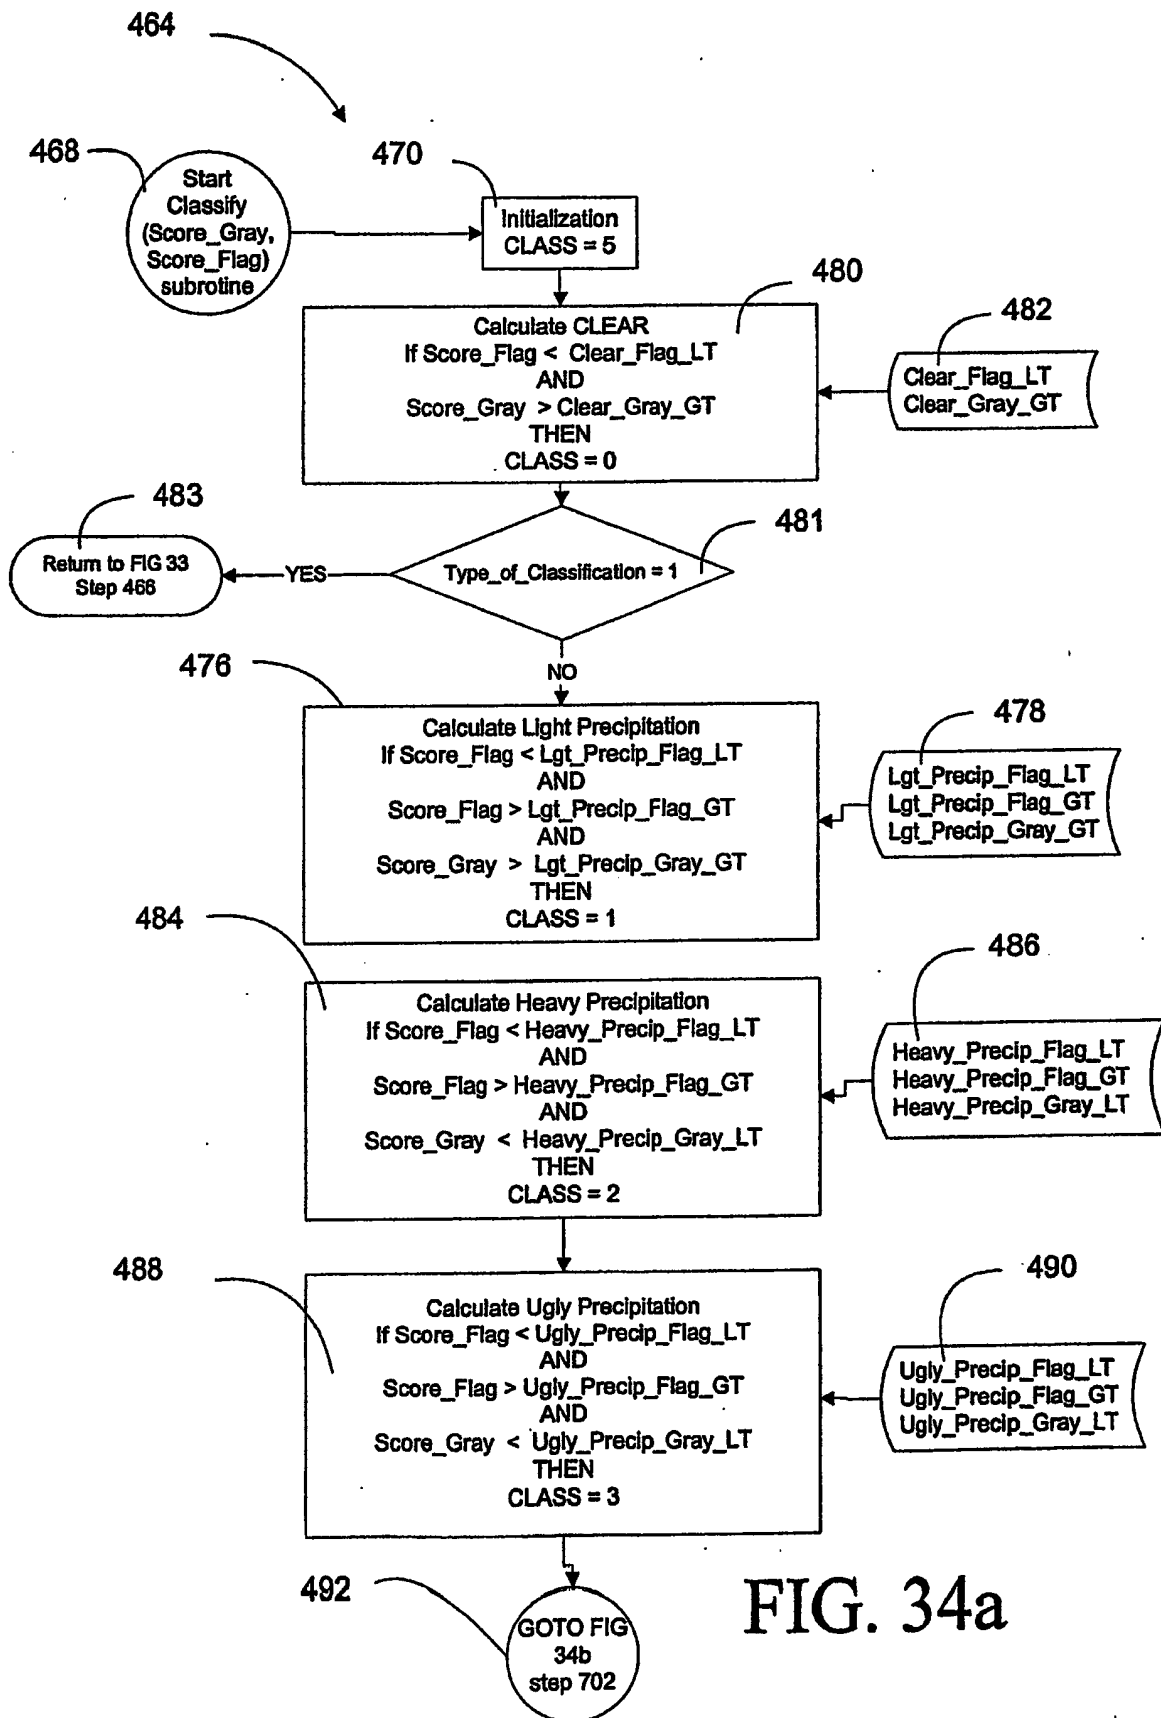 464
468
Start
Classify
(Score_Gray,
Score_Flag)
subrotine
470
Initialization
CLASS = 5
480
Calculate CLEAR
If Score_Flag < Clear_Flag_LT
AND
Score_Gray > Clear_Gray_GT
THEN
CLASS = 0
482
Clear_Flag_LT
Clear_Gray_GT
483
Return to FIG 33
Step 466
YES
481
Type_of_Classification = 1
NO
476
Calculate Light Precipitation
If Score_Flag < Lgt_Precip_Flag_LT
AND
Score_Flag > Lgt_Precip_Flag_GT
AND
Score_Gray > Lgt_Precip_Gray_GT
THEN
CLASS = 1
478
Lgt_Precip_Flag_LT
Lgt_Precip_Flag_GT
Lgt_Precip_Gray_GT
484
Calculate Heavy Precipitation
If Score_Flag < Heavy_Precip_Flag_LT
AND
Score_Flag > Heavy_Precip_Flag_GT
AND
Score_Gray < Heavy_Precip_Gray_LT
THEN
CLASS = 2
486
Heavy_Precip_Flag_LT
Heavy_Precip_Flag_GT
Heavy_Precip_Gray_LT
488
Calculate Ugly Precipitation
If Score_Flag < Ugly_Precip_Flag_LT
AND
Score_Flag > Ugly_Precip_Flag_GT
AND
Score_Gray < Ugly_Precip_Gray_LT
THEN
CLASS = 3
490
Ugly_Precip_Flag_LT
Ugly_Precip_Flag_GT
Ugly_Precip_Gray_LT
492
GOTO FIG
34b
step 702
FIG. 34a